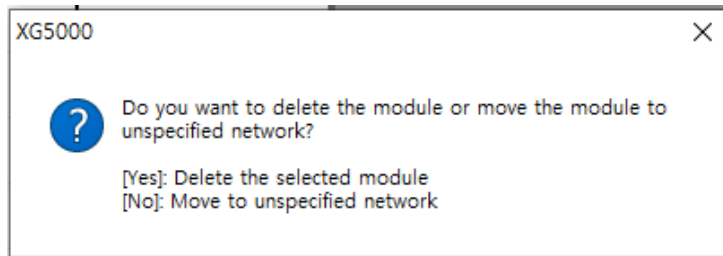 XG5000
Do you want to delete the module or move the module to
unspecified network?
[Yes]: Delete the selected module
[No]: Move to unspecified network